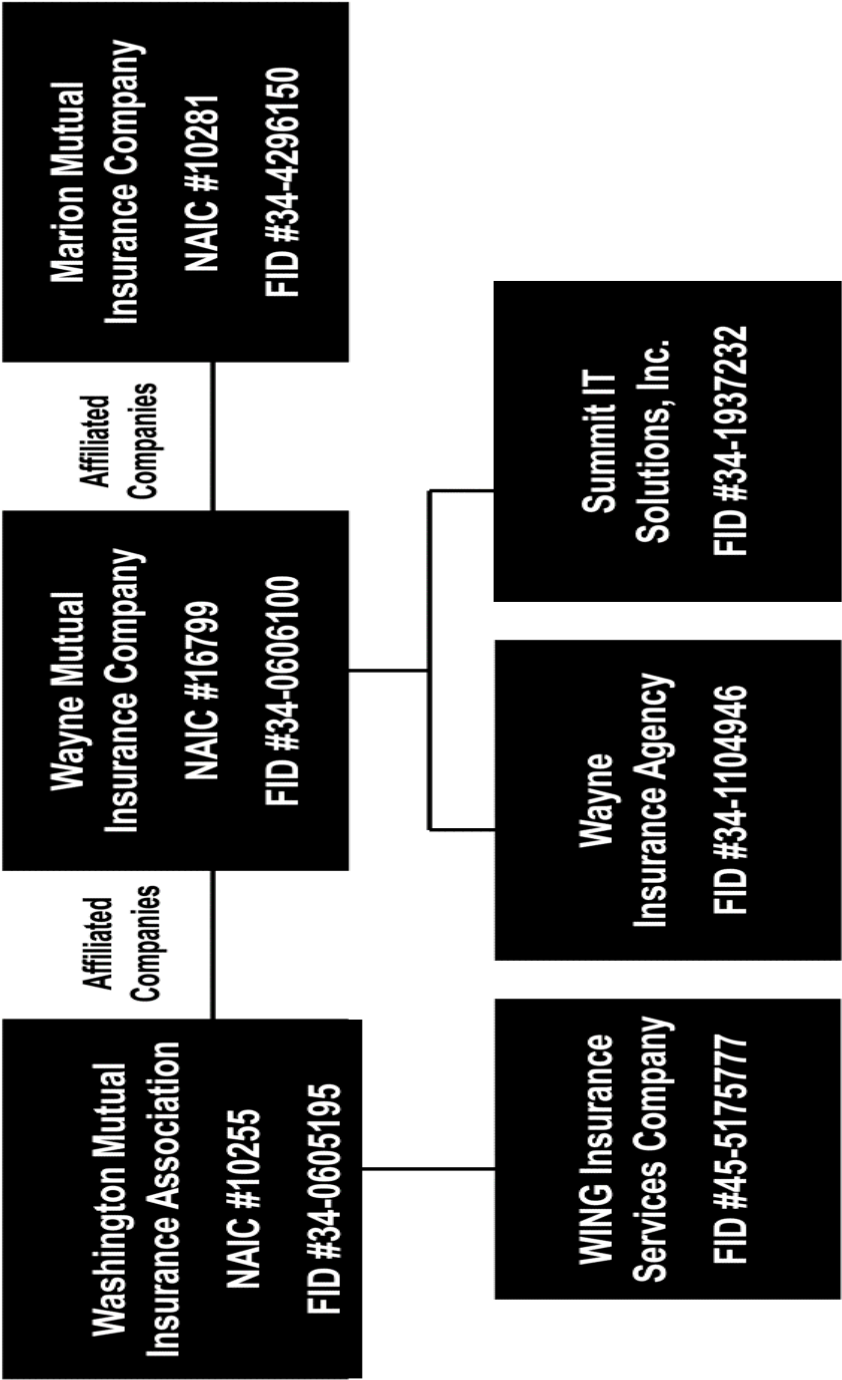 Washington Mutual
Insurance Association
NAIC #10255
FID #34-0605195
Affiliated
Companies
Wayne Mutual
Insurance Company
NAIC #16799
FID #34-0606100
Affiliated
Companies
Marion Mutual
Insurance Company
NAIC #10281
FID #34-4296150
WING Insurance
Services Company
FID #45-5175777
Wayne
Insurance Agency
FID #34-1104946
Summit IT
Solutions, Inc.
FID #34-1937232